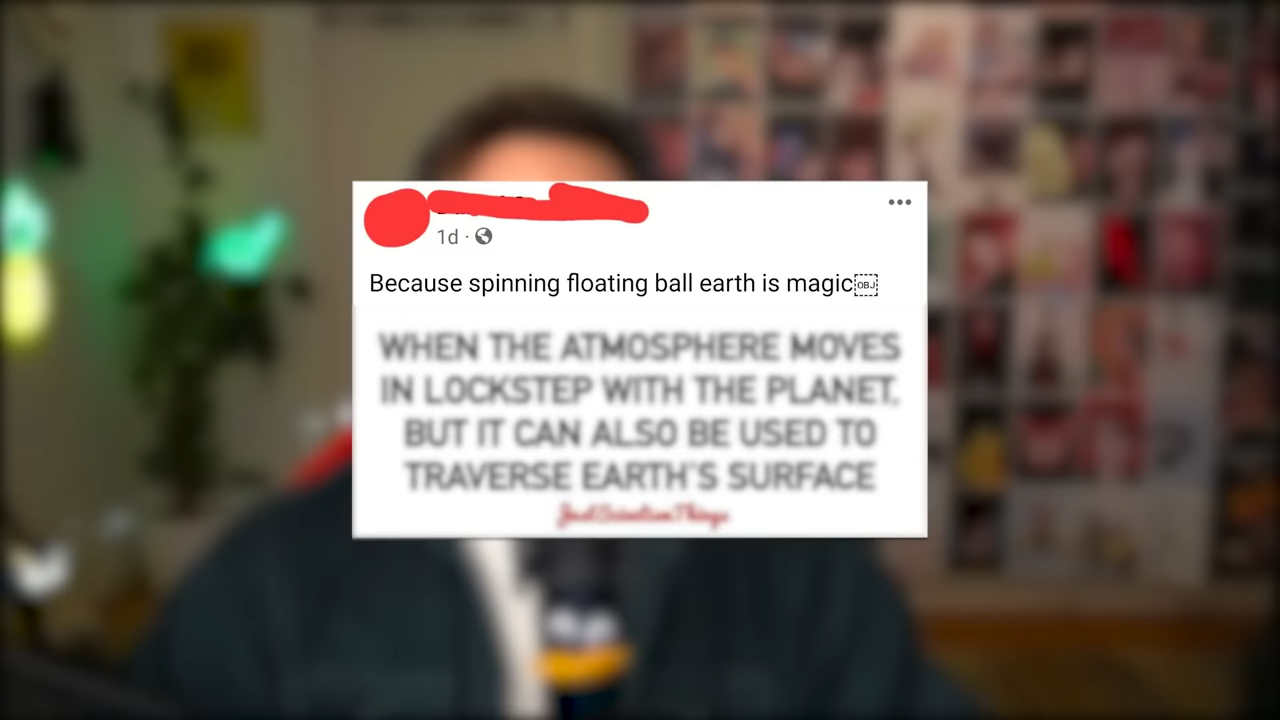 1d ·
Because spinning floating ball earth is magic￼
WHEN THE ATMOSPHERE MOVES
IN LOCKSTEP WITH THE PLANET,
BUT IT CAN ALSO BE USED TO
TRAVERSE EARTH'S SURFACE